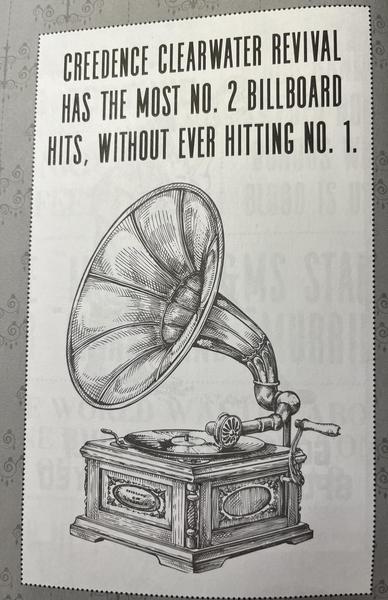 CREEDENCE CLEARWATER REVIVAL
HAS THE MOST NO. 2 BILLBOARD
HITS, WITHOUT EVER HITTING NO. 1.